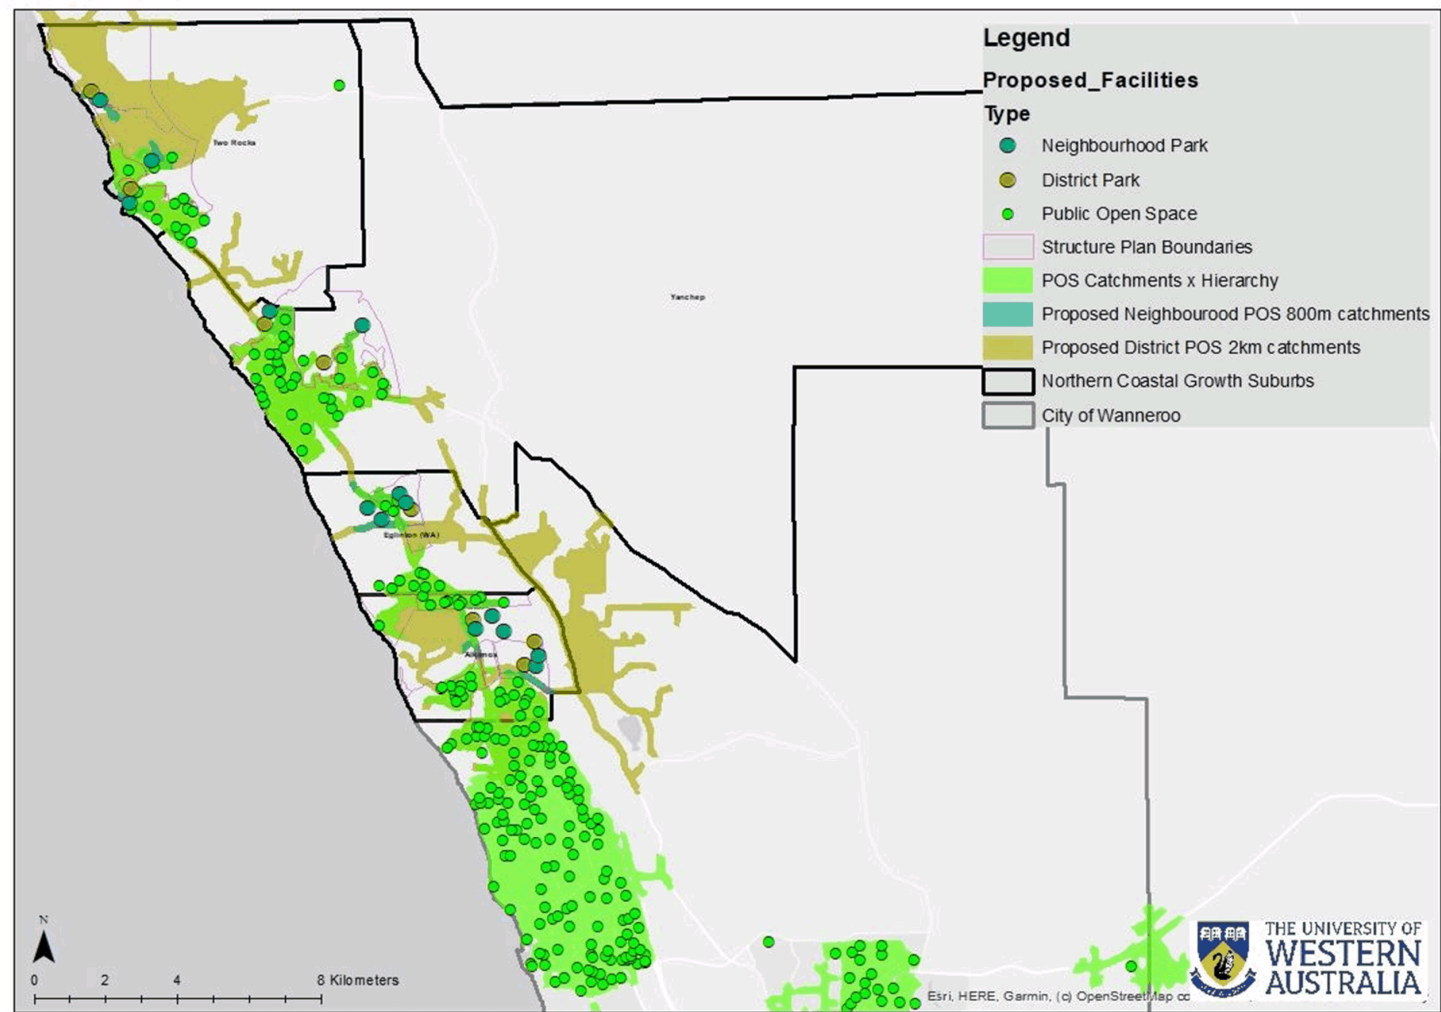 Legend
Proposed_Facilities
Type
Neighbourhood Park
District Park
Public Open Space
Structure Plan Boundaries
POS Catchments x Hierarchy
Proposed Neighbourood POS 800m catchments
Proposed District POS 2km catchments
Northern Coastal Growth Suburbs
City of Wanneroo
Two Rocks
Yanchep
Eglinton (WA)
Alkimos
N
0 2 4 8 Kilometers
Esri, HERE, Garmin, (c) OpenStreetMap co
THE UNIVERSITY OF
WESTERN
AUSTRALIA